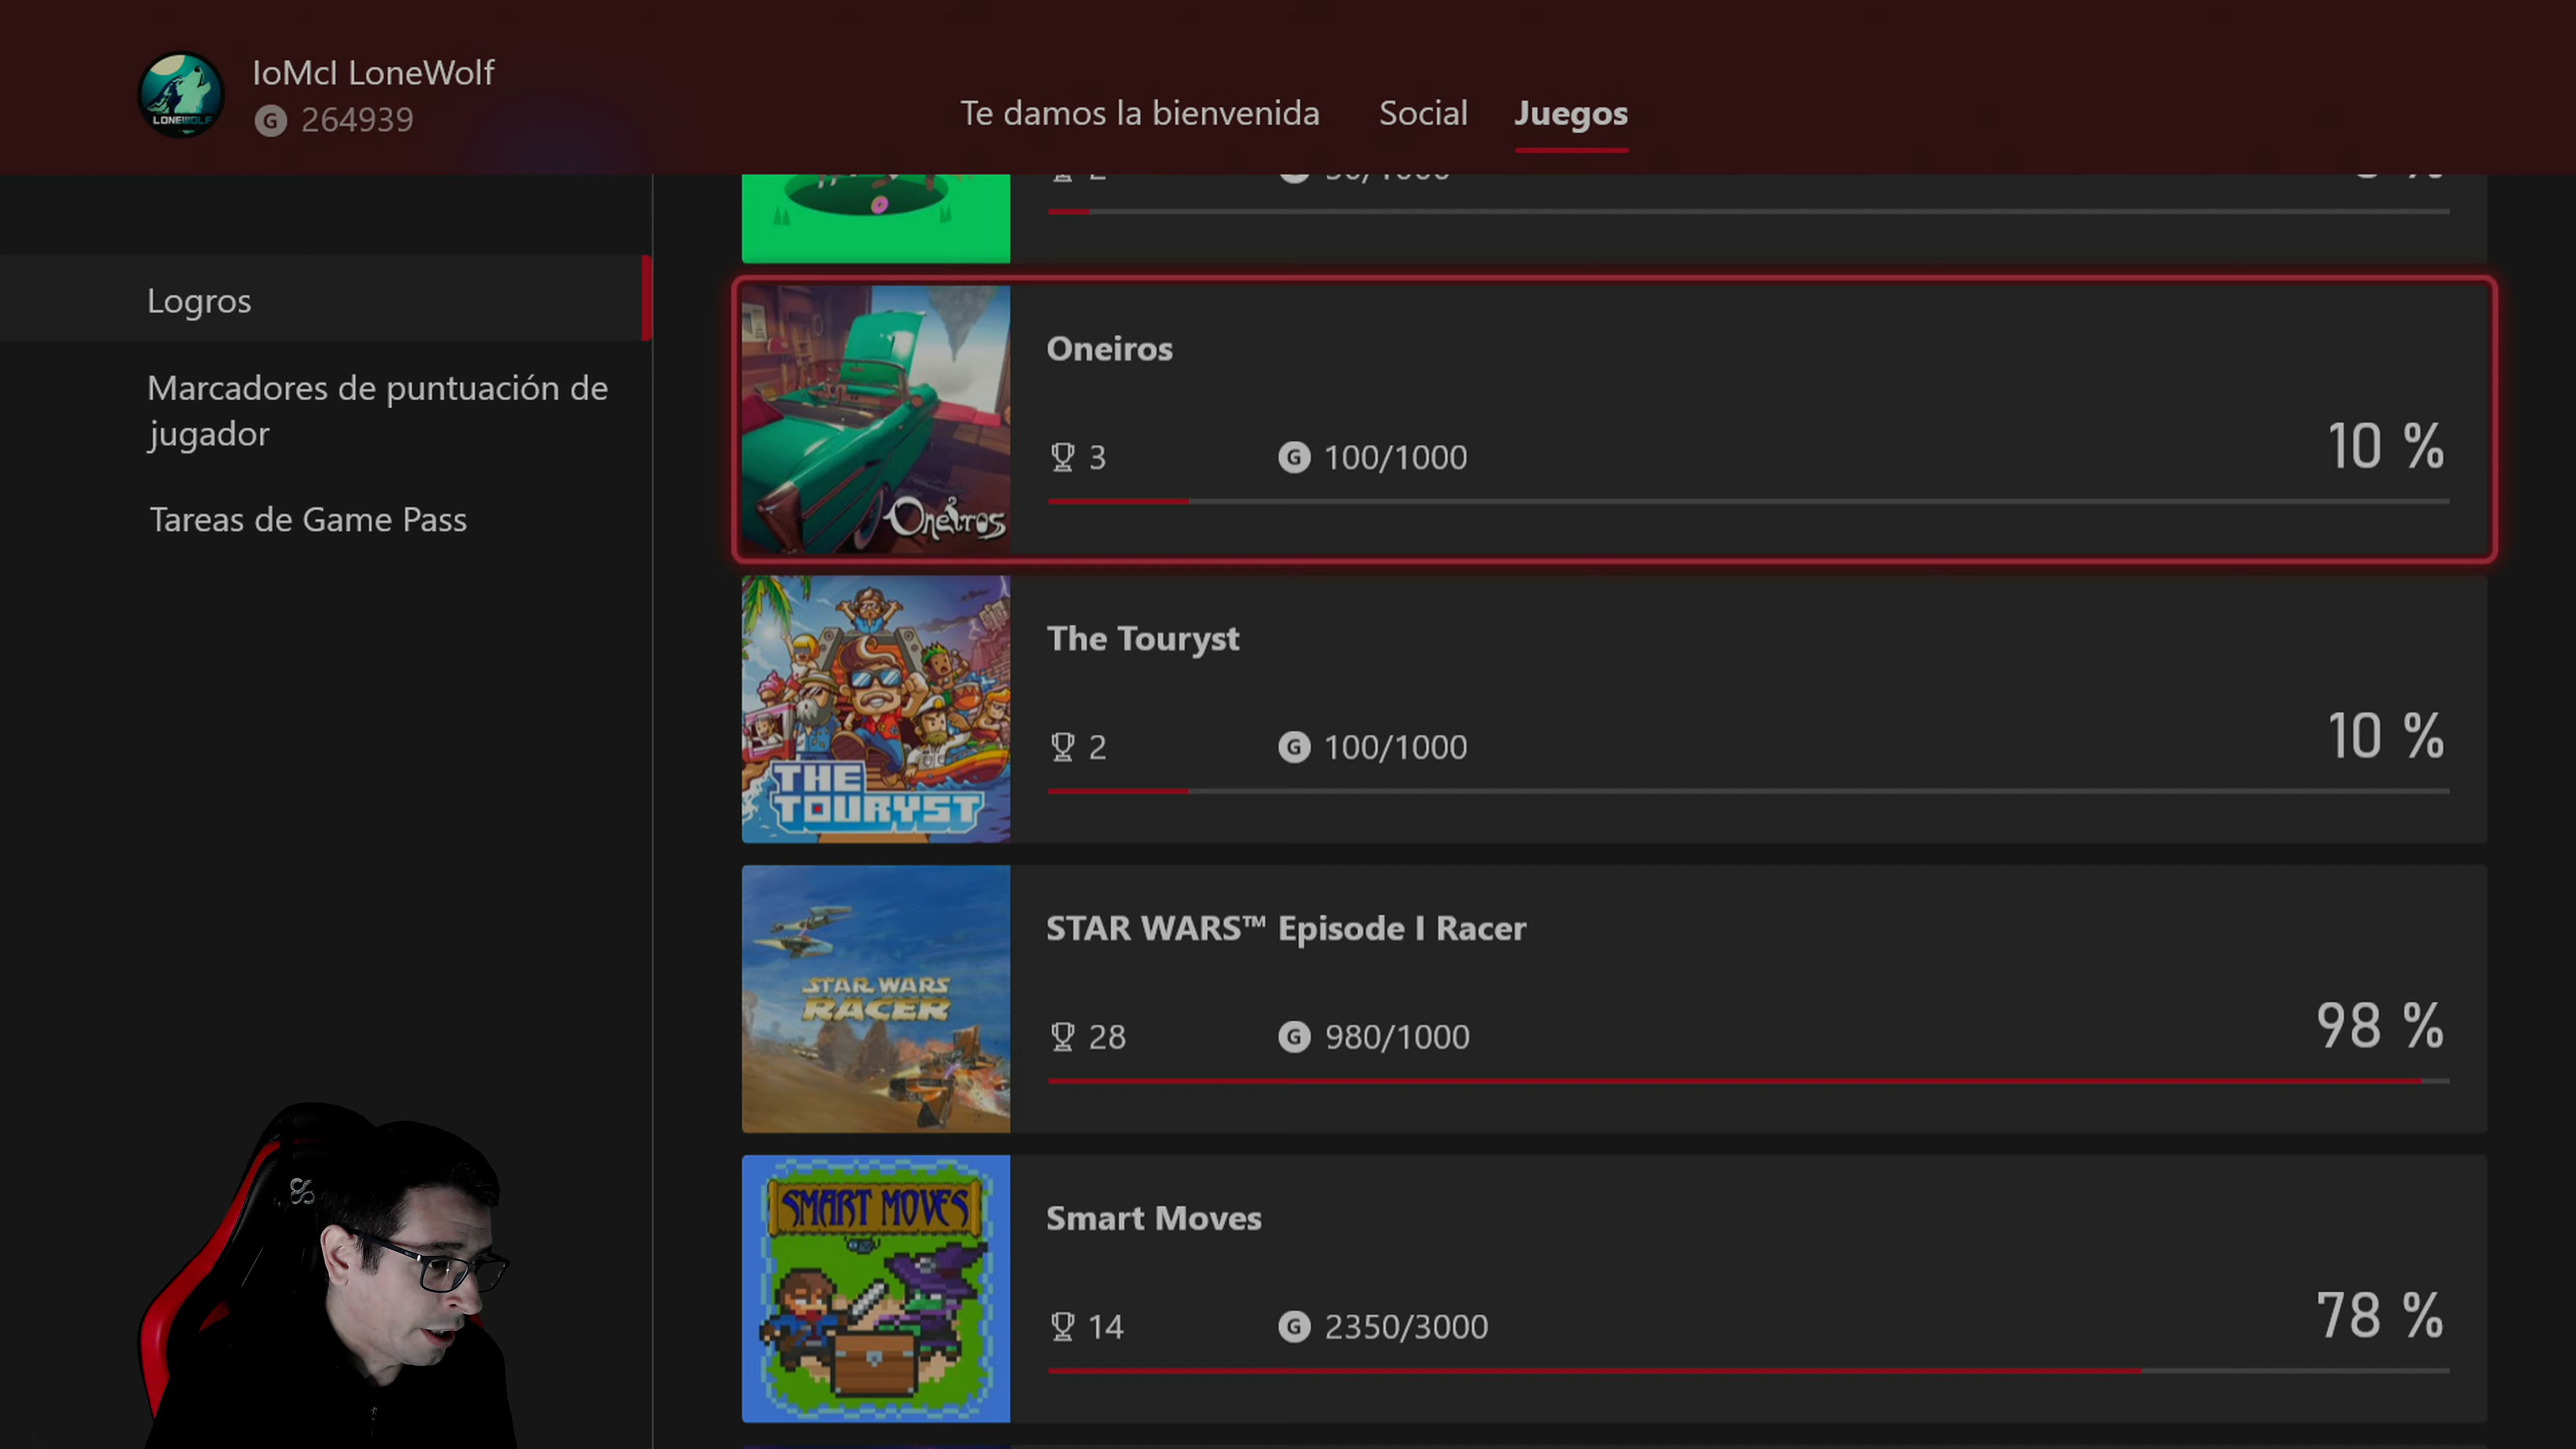 IoMcI LoneWolf
G 264939
LONEWOLF
Te damos la bienvenida
Social
Juegos
Logros
Marcadores de puntuación de
jugador
Tareas de Game Pass
Oneiros
3
G 100/1000
10 %
Oneiros
The Touryst
2
G 100/1000
10 %
THE
TOURYST
STAR WARS™ Episode I Racer
28
G 980/1000
98 %
STAR WARS
RACER
Smart Moves
14
G 2350/3000
78 %
SMART MOVES